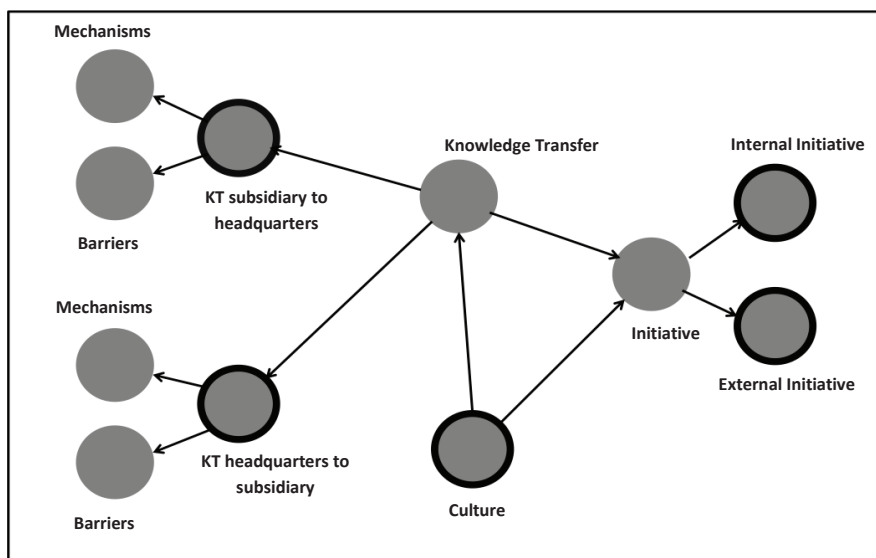 Mechanisms
Knowledge Transfer
Internal Initiative
KT subsidiary to
headquarters
Barriers
Mechanisms
Initiative
External Initiative
KT headquarters to
subsidiary
Culture
Barriers